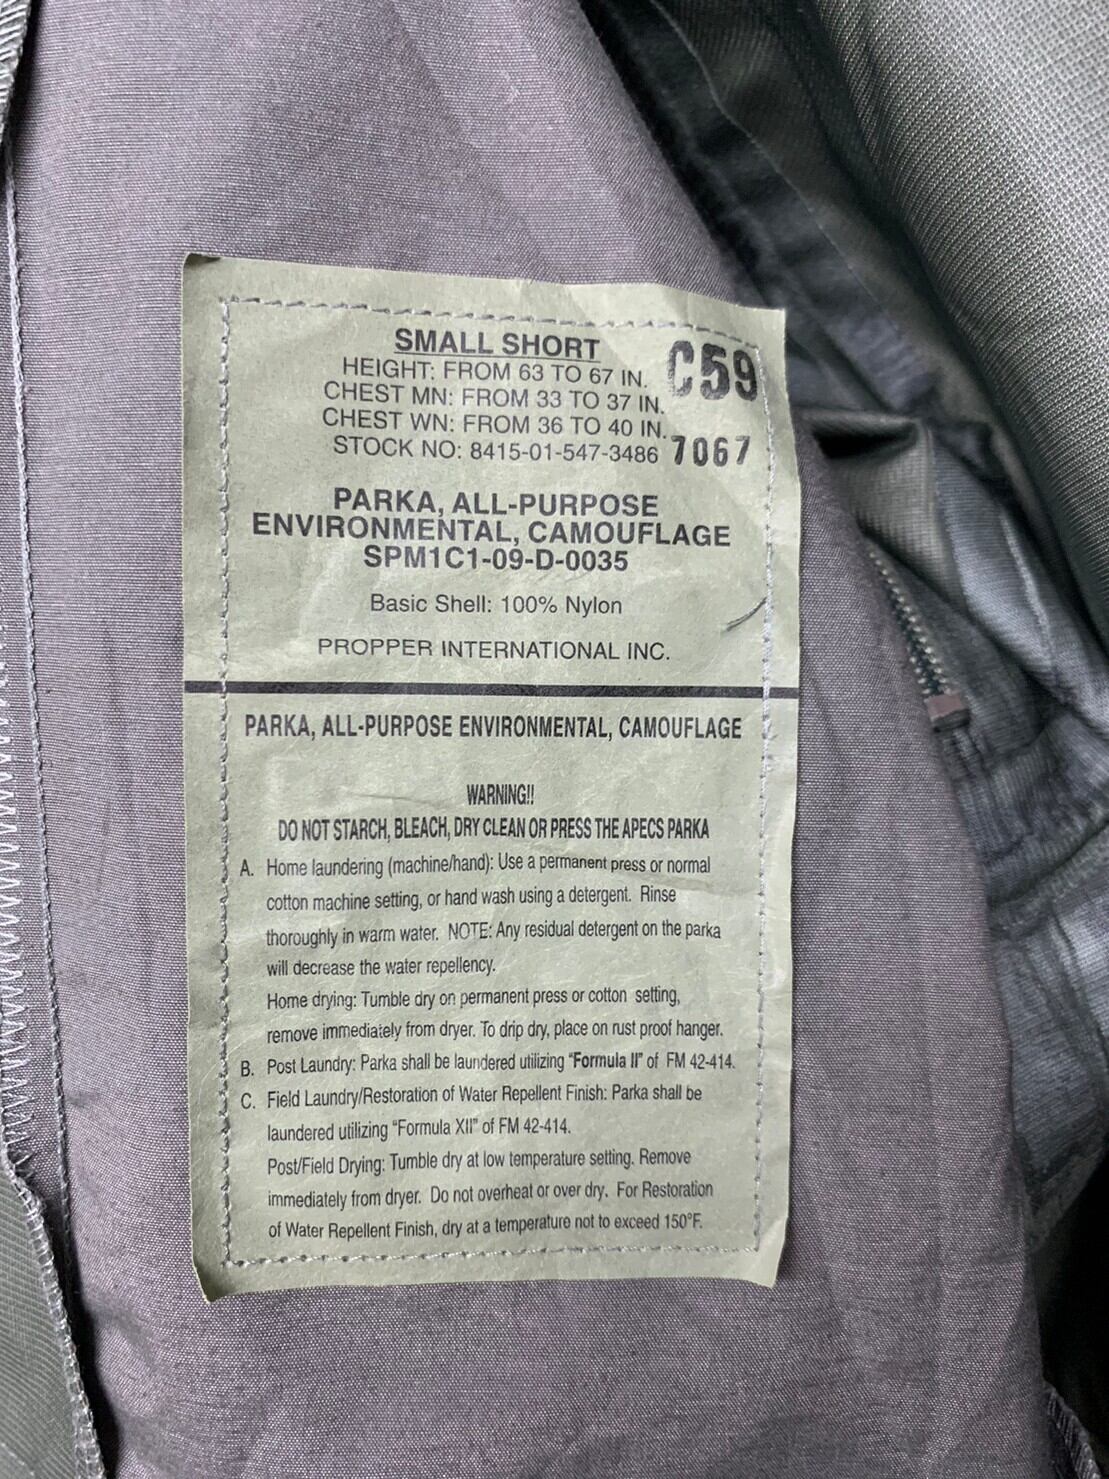 SMALL SHORT
HEIGHT: FROM 63 TO 67 IN.
C59
CHEST MN: FROM 33 TO 37 IN.
CHEST WN: FROM 36 TO 40 IN.
STOCK NO: 8415-01-547-3486 7067
PARKA, ALL-PURPOSE
ENVIRONMENTAL, CAMOUFLAGE
SPM1C1-09-D-0035
Basic Shell: 100% Nylon
PROPPER INTERNATIONAL INC.
PARKA, ALL-PURPOSE ENVIRONMENTAL, CAMOUFLAGE
WARNING!!
DO NOT STARCH, BLEACH, DRY CLEAN OR PRESS THE APECS PARKA
A. Home laundering (machine/hand): Use a permanent press or normal
cotton machine setting, or hand wash using a detergent. Rinse
thoroughly in warm water. NOTE: Any residual detergent on the parka
will decrease the water repellency.
Home drying: Tumble dry on permanent press or cotton setting,
remove immediately from dryer. To drip dry, place on rust proof hanger.
B. Post Laundry: Parka shall be laundered utilizing "Formula II" of FM 42-414.
C. Field Laundry/Restoration of Water Repellent Finish: Parka shall be
laundered utilizing "Formula XII" of FM 42-414.
Post/Field Drying: Tumble dry at low temperature setting. Remove
immediately from dryer. Do not overheat or over dry. For Restoration
of Water Repellent Finish, dry at a temperature not to exceed 150°F.